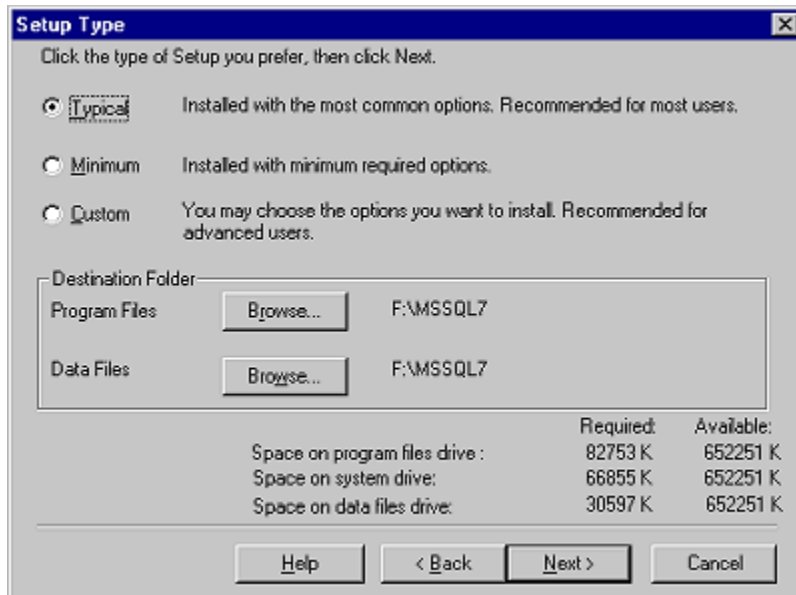 Setup Type
Click the type of Setup you prefer, then click Next.
Typical Installed with the most common options. Recommended for most users.
Minimum Installed with minimum required options.
Custom You may choose the options you want to install. Recommended for
advanced users.
Destination Folder
Program Files Browse... F:\MSSQL7
Data Files Browse... F:\MSSQL7
Required: Available:
Space on program files drive : 82753 K 652251 K
Space on system drive: 66855 K 652251 K
Space on data files drive: 30597 K 652251 K
Help < Back Next > Cancel